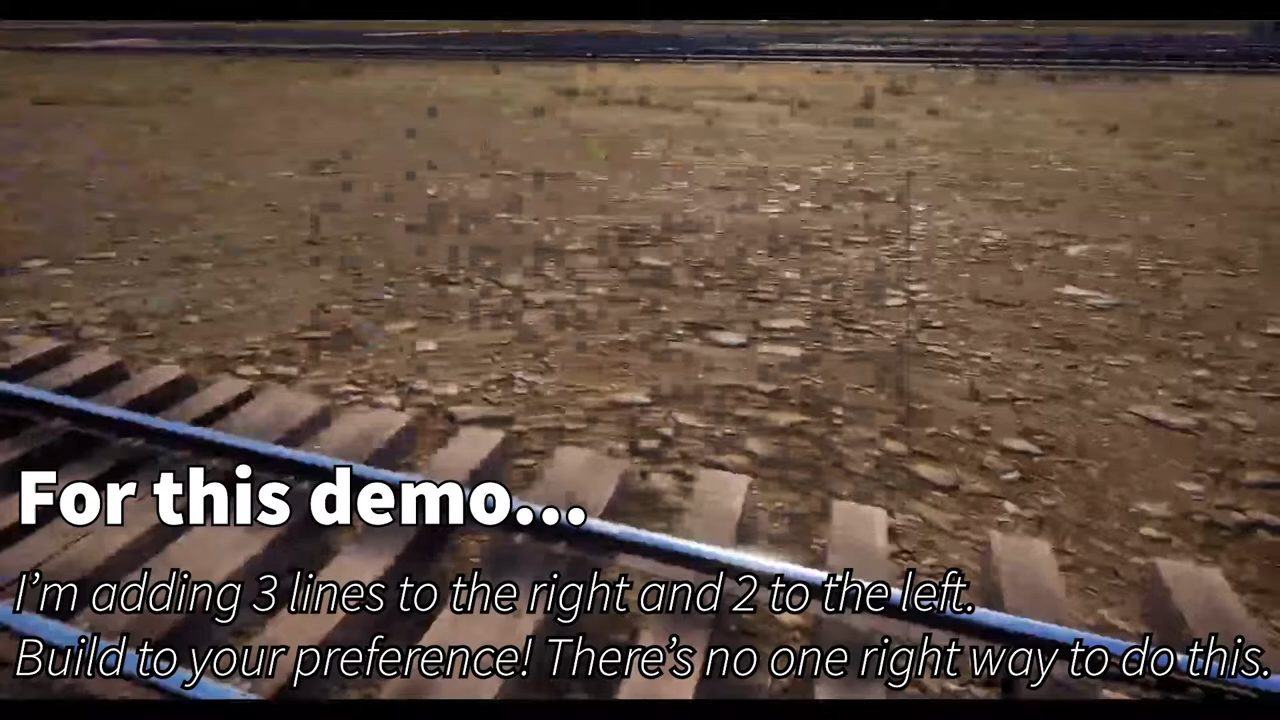 For this demo...
I'm adding 3 lines to the right and 2 to the left.
Build to your preference! There's no one right way to do this.